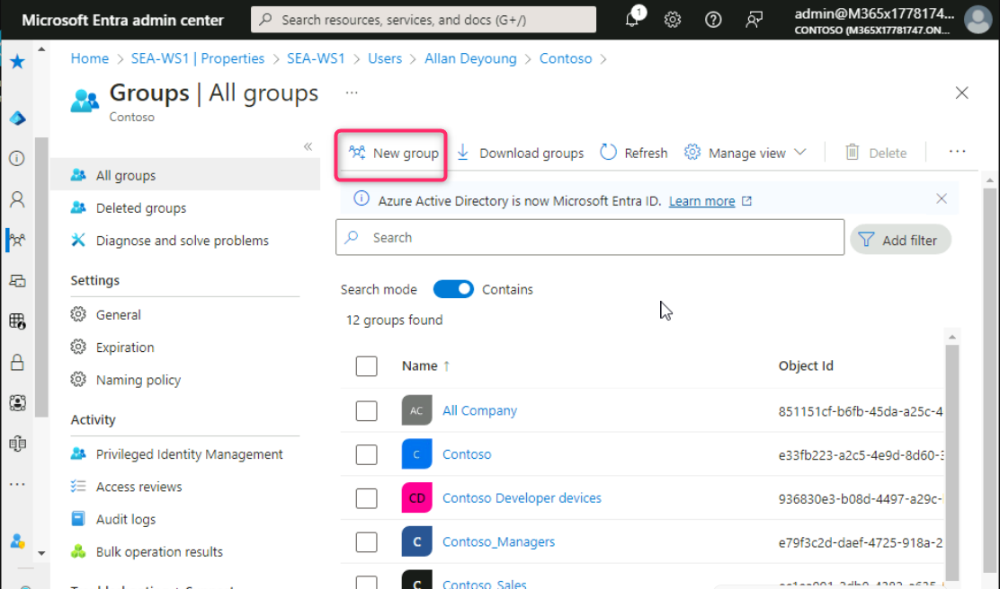 Microsoft Entra admin center
Search resources, services, and docs (G+/)
1
admin@M365x1778174...
CONTOSO (M365X17781747.ON...
Home > SEA-WS1 | Properties > SEA-WS1 > Users > Allan Deyoung > Contoso >
Groups | All groups ...
Contoso
New group
Download groups
Refresh
Manage view
Delete
...
All groups
Deleted groups
Diagnose and solve problems
Settings
General
Expiration
Naming policy
Activity
Privileged Identity Management
Access reviews
Audit logs
Bulk operation results
Azure Active Directory is now Microsoft Entra ID. Learn more
Search
Add filter
Search mode
Contains
12 groups found
Name ↑
Object Id
AC All Company 851151cf-b6fb-45da-a25c-4
C Contoso e33fb223-a2c5-4e9d-8d60-3
CD Contoso Developer devices 936830e3-b08d-4497-a29c-
C Contoso_Managers e79f3c2d-daef-4725-918a-2
C Contoso_Sales